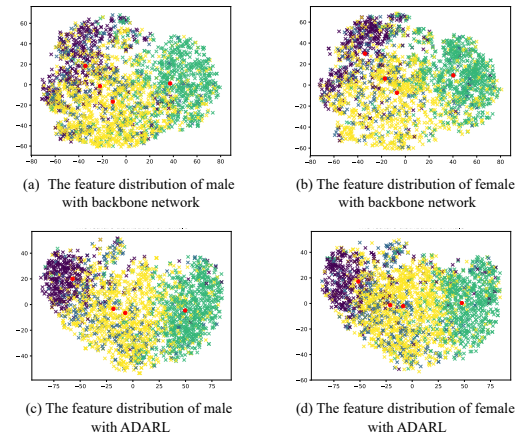 60
40
20
0
-20
-40
-60
-80 -60 -40 -20 0 20 40 60 80
(a) The feature distribution of male
with backbone network
60
40
20
0
-20
-40
-60
-80 -60 -40 -20 0 20 40 60 80
(b) The feature distribution of female
with backbone network
40
20
0
-20
-40
-75 -50 -25 0 25 50 75
(c) The feature distribution of male
with ADARL
40
20
0
-20
-40
-60
-75 -50 -25 0 25 50 75
(d) The feature distribution of female
with ADARL